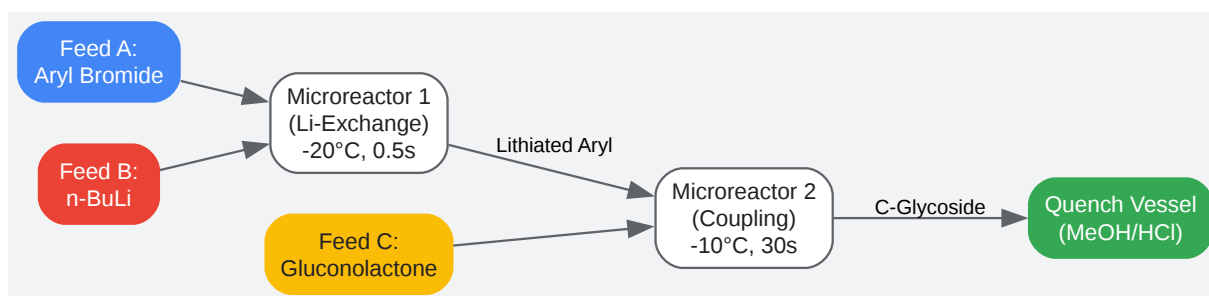 Feed A:
Aryl Bromide
Feed B:
n-BuLi
Microreactor 1
(Li-Exchange)
-20°C, 0.5s
Lithiated Aryl
Feed C:
Gluconolactone
Microreactor 2
(Coupling)
-10°C, 30s
C-Glycoside
Quench Vessel
(MeOH/HCl)